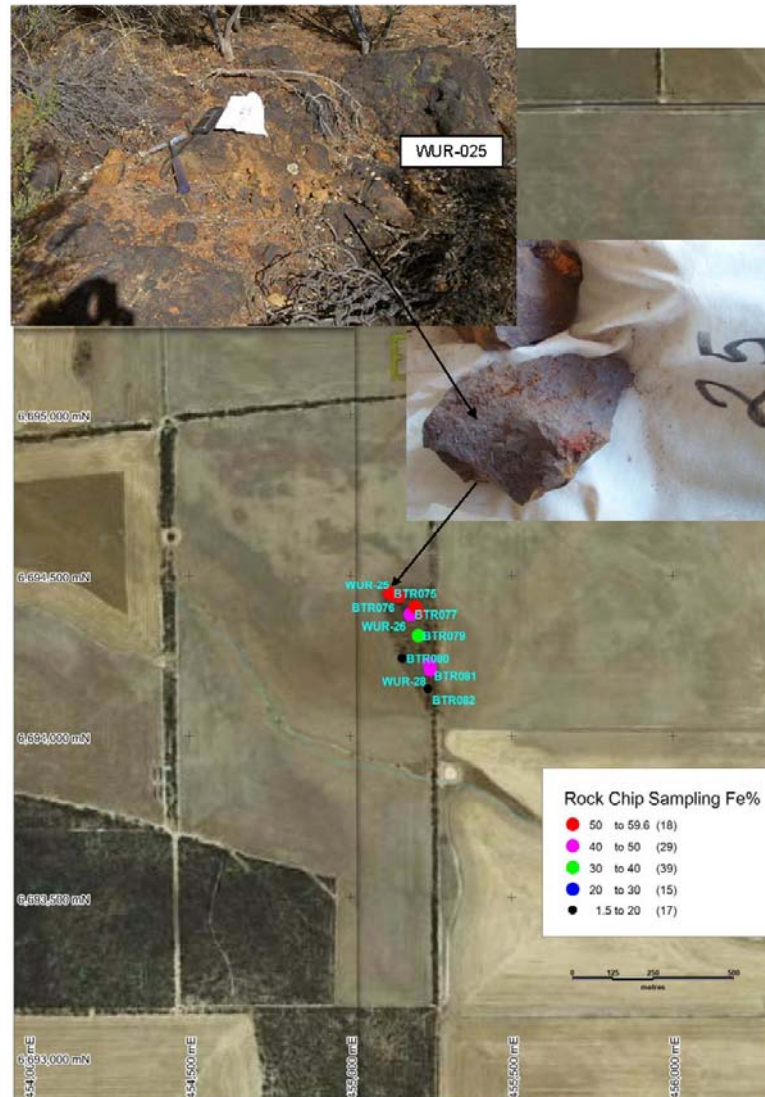 WUR-025
25
6,695,000 mN
6,694,500 mN
WUR-25
BTR075
BTR076
BTR077
WUR-26
BTR079
BTR080
BTR081
WUR-28
BTR082
6,694,000 mN
Rock Chip Sampling Fe%
50 to 59.6 (18)
40 to 50 (29)
30 to 40 (39)
20 to 30 (15)
1.5 to 20 (17)
6,693,500 mN
0 125 250 500
metres
6,693,000 mN
454,000 mE
454,500 mE
455,000 mE
455,500 mE
456,000 mE